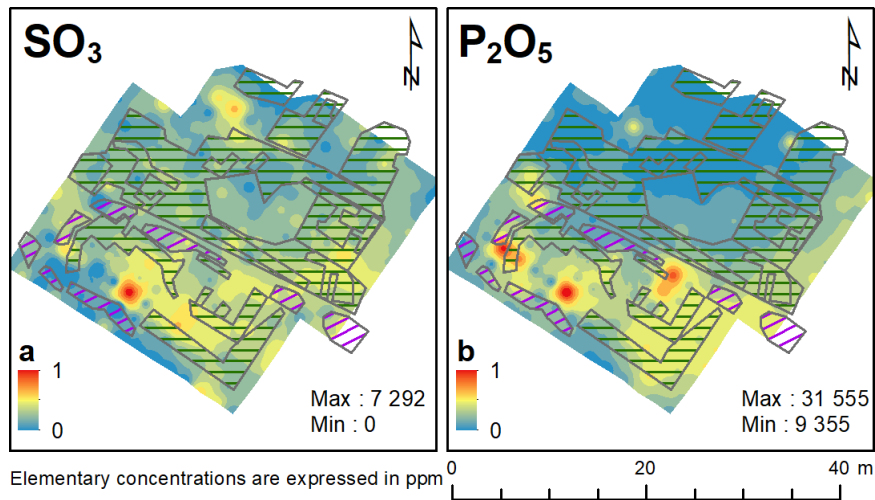 SO₃
N
a
1
0
Max : 7 292
Min : 0
P₂O₅
N
b
1
0
Max : 31 555
Min : 9 355
Elementary concentrations are expressed in ppm
0 20 40 m